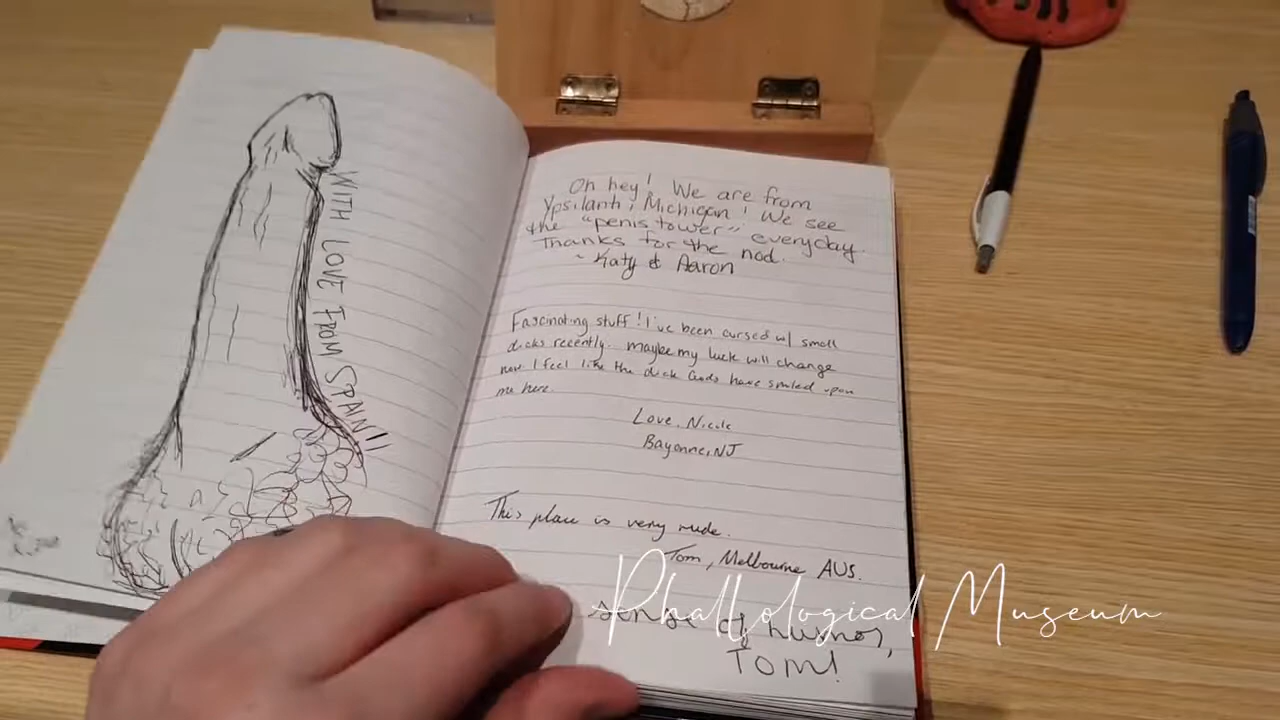 WITH LOVE FROM SPAIN!!
Oh hey! We are from
Ypsilanti, Michigan! We see
the "penis tower" everyday.
Thanks for the nod.
~ Katy & Aaron
Fascinating stuff! I've been cursed w/ small
dicks recently. maybe my luck will change
now I feel like the dick Gods have smiled upon
me here.
Love, Nicole
Bayonne, NJ
This place is very rude.
Tom, Melbourne AUS.
sense of humor,
TOM!
Phallological Museum